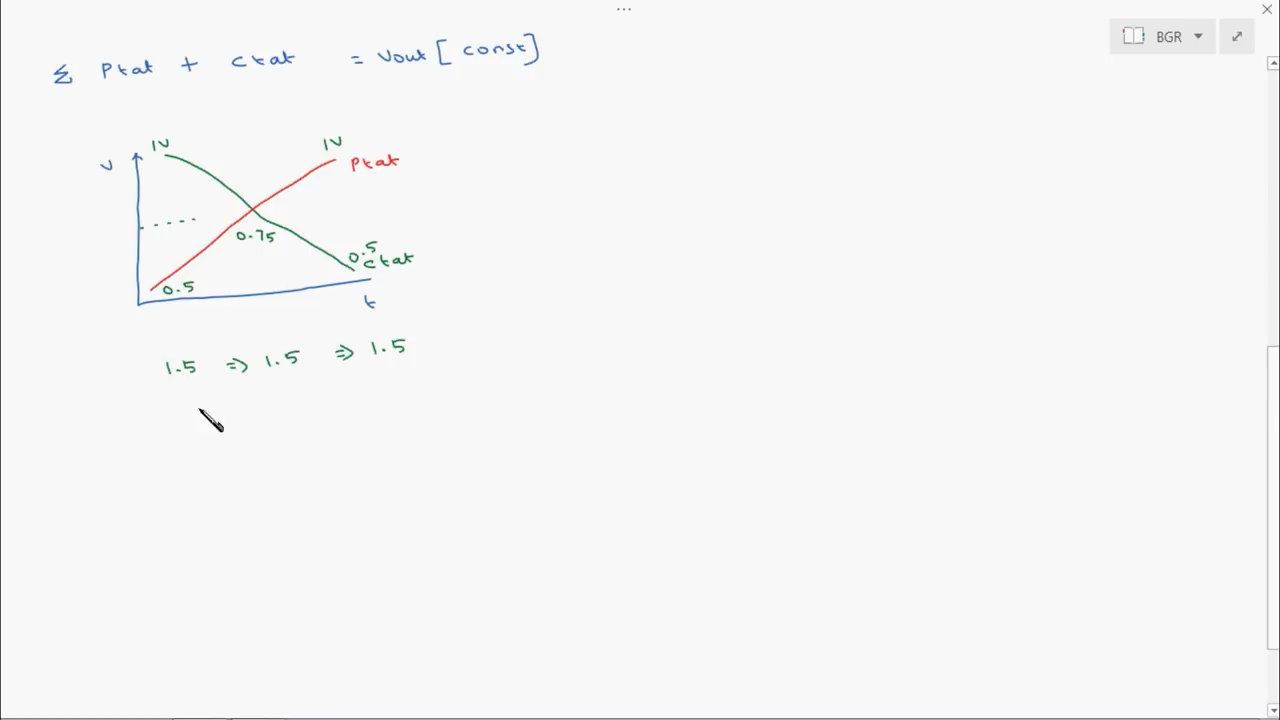 Σ Ptat + Ctat = Vout [ const ]
BGR
1V 1V
V Ptat
0.75
0.5
Ctat
0.5
t
1.5 => 1.5 => 1.5